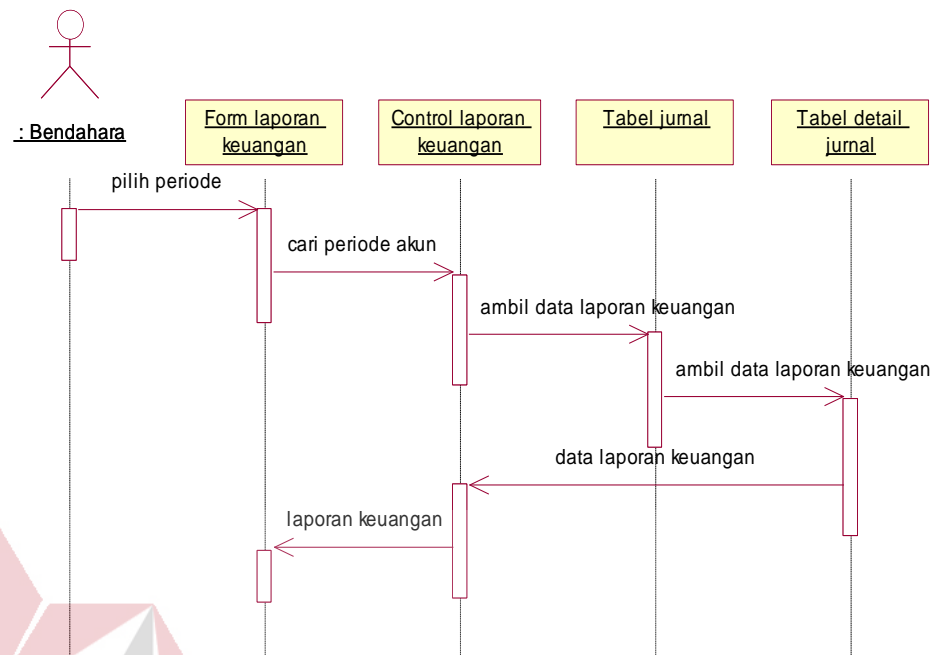 : Bendahara
Form laporan
keuangan
Control laporan
keuangan
Tabel jurnal
Tabel detail
jurnal
pilih periode
cari periode akun
ambil data laporan keuangan
ambil data laporan keuangan
data laporan keuangan
laporan keuangan